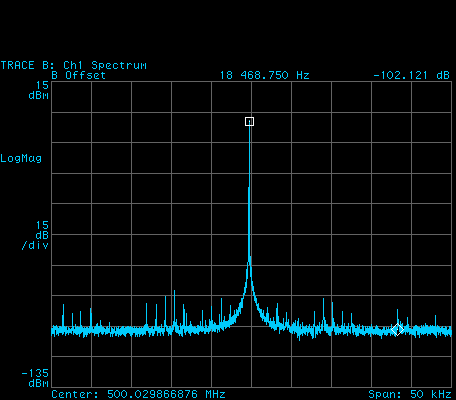 TRACE B: Ch1 Spectrum
B Offset 18 468.750 Hz -102.121 dB
15
dBm
LogMag
15
dB
/div
-135
dBm
Center: 500.029866876 MHz Span: 50 kHz